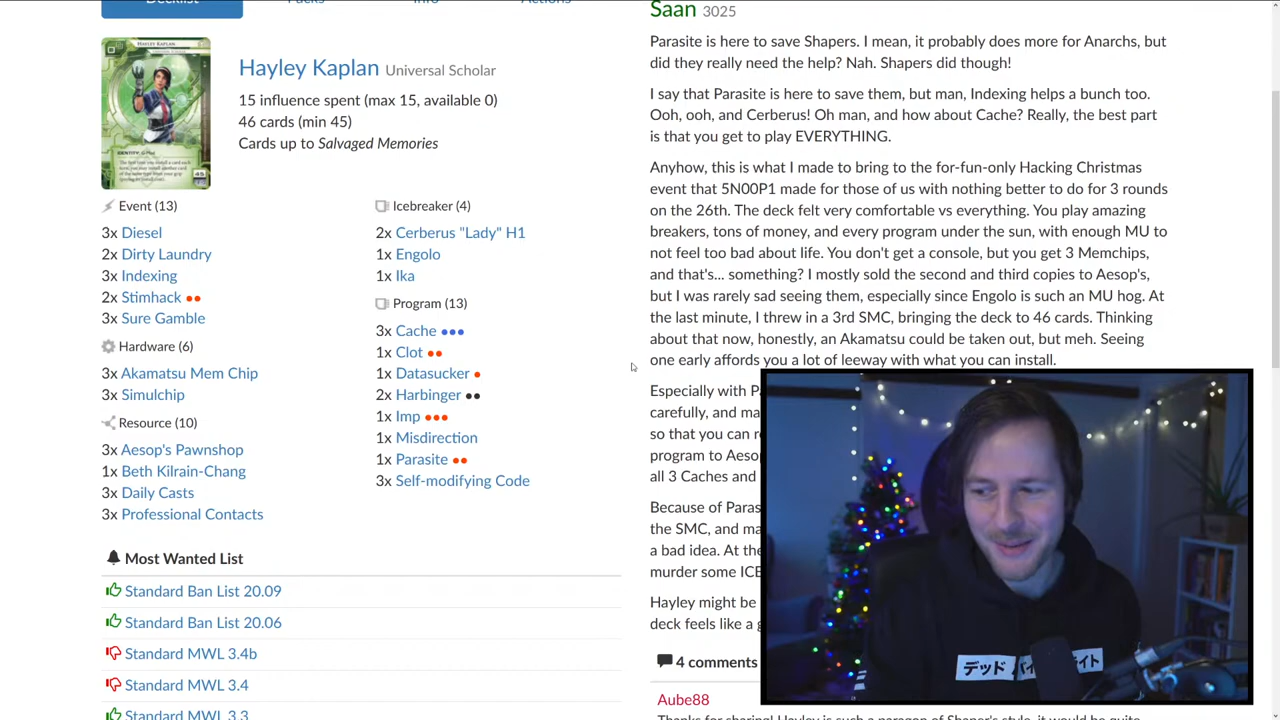 Decklist Packs Info Actions
Hayley Kaplan Universal Scholar
15 influence spent (max 15, available 0)
46 cards (min 45)
Cards up to Salvaged Memories
HAYLEY KAPLAN
45
Event (13)
3x Diesel
2x Dirty Laundry
3x Indexing
2x Stimhack
3x Sure Gamble
Hardware (6)
3x Akamatsu Mem Chip
3x Simulchip
Resource (10)
3x Aesop's Pawnshop
1x Beth Kilrain-Chang
3x Daily Casts
3x Professional Contacts
Icebreaker (4)
2x Cerberus "Lady" H1
1x Engolo
1x Ika
Program (13)
3x Cache
1x Clot
1x Datasucker
2x Harbinger
1x Imp
1x Misdirection
1x Parasite
3x Self-modifying Code
Most Wanted List
Standard Ban List 20.09
Standard Ban List 20.06
Standard MWL 3.4b
Standard MWL 3.4
Standard MWL 3.3
Saan 3025
Parasite is here to save Shapers. I mean, it probably does more for Anarchs, but
did they really need the help? Nah. Shapers did though!
I say that Parasite is here to save them, but man, Indexing helps a bunch too.
Ooh, ooh, and Cerberus! Oh man, and how about Cache? Really, the best part
is that you get to play EVERYTHING.
Anyhow, this is what I made to bring to the for-fun-only Hacking Christmas
event that 5N00P1 made for those of us with nothing better to do for 3 rounds
on the 26th. The deck felt very comfortable vs everything. You play amazing
breakers, tons of money, and every program under the sun, with enough MU to
not feel too bad about life. You don't get a console, but you get 3 Memchips,
and that's... something? I mostly sold the second and third copies to Aesop's,
but I was rarely sad seeing them, especially since Engolo is such an MU hog. At
the last minute, I threw in a 3rd SMC, bringing the deck to 46 cards. Thinking
about that now, honestly, an Akamatsu could be taken out, but meh. Seeing
one early affords you a lot of leeway with what you can install.
Especially with P
carefully, and ma
so that you can r
program to Aeso
all 3 Caches and
Because of Paras
the SMC, and ma
a bad idea. At the
murder some ICE
Hayley might be
deck feels like a g
4 comments
Aube88
デッド バイ イト